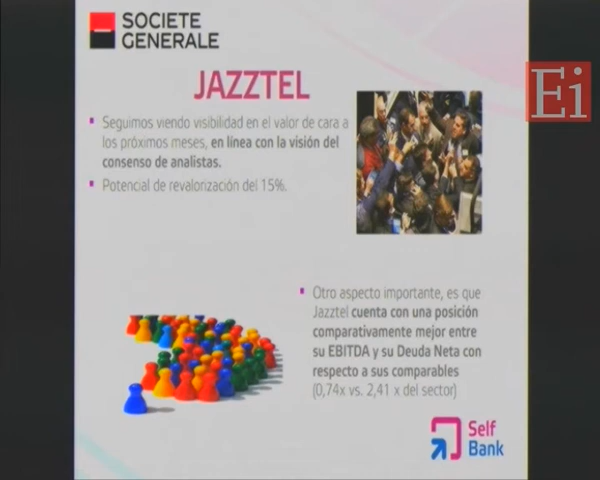 SOCIETE
GENERALE
Ei
JAZZTEL
Seguimos viendo visibilidad en el valor de cara a
los próximos meses, en línea con la visión del
consenso de analistas.
Potencial de revalorización del 15%.
Otro aspecto importante, es que
Jazztel cuenta con una posición
comparativamente mejor entre
su EBITDA y su Deuda Neta con
respecto a sus comparables
(0,74x vs. 2,41 x del sector)
Self
Bank